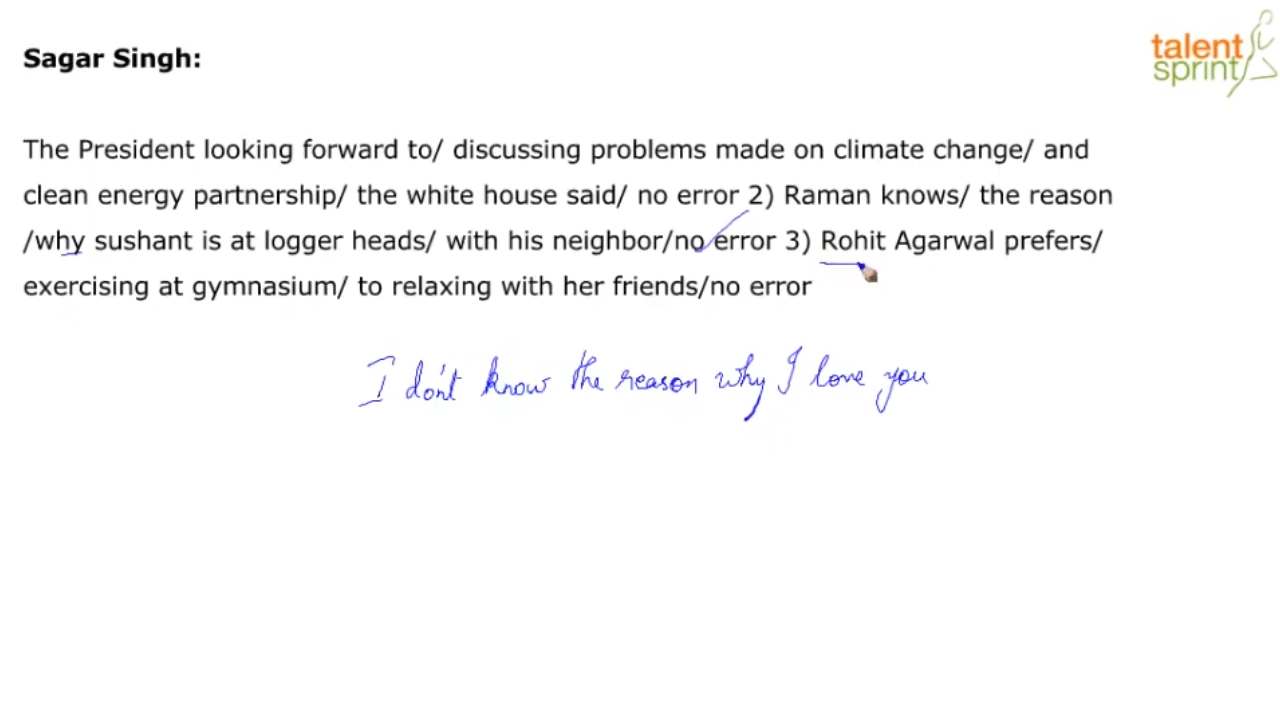 Sagar Singh:
talent
sprint
The President looking forward to/ discussing problems made on climate change/ and
clean energy partnership/ the white house said/ no error 2) Raman knows/ the reason
/why sushant is at logger heads/ with his neighbor/no error 3) Rohit Agarwal prefers/
exercising at gymnasium/ to relaxing with her friends/no error
I don't know the reason why I love you